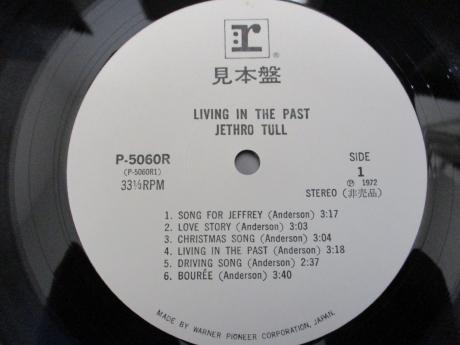 r ®
見本盤
LIVING IN THE PAST
JETHRO TULL
P-5060R
(P-5060R1)
33⅓RPM
SIDE
1
Ⓟ 1972
STEREO (非売品)
1. SONG FOR JEFFREY (Anderson) 3:17
2. LOVE STORY (Anderson) 3:03
3. CHRISTMAS SONG (Anderson) 3:04
4. LIVING IN THE PAST (Anderson) 3:18
5. DRIVING SONG (Anderson) 2:37
6. BOURÉE (Anderson) 3:40
MADE BY WARNER PIONEER CORPORATION, JAPAN.